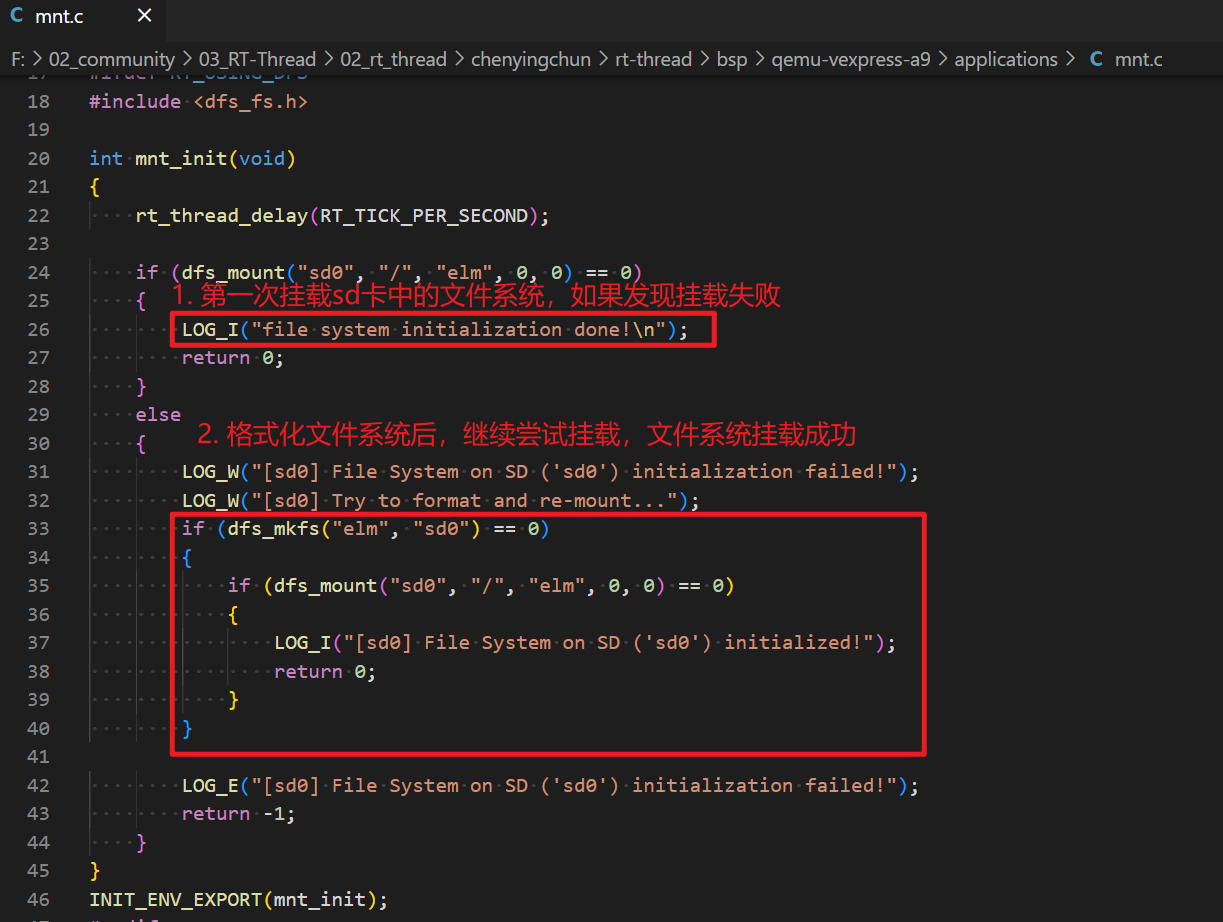 C mnt.c ×
F: > 02_community > 03_RT-Thread > 02_rt_thread > chenyingchun > rt-thread > bsp > qemu-vexpress-a9 > applications > C mnt.c
18 #include <dfs_fs.h>
19
20 int mnt_init(void)
21 {
22 rt_thread_delay(RT_TICK_PER_SECOND);
23
24 if (dfs_mount("sd0", "/", "elm", 0, 0) == 0)
1. 第一次挂载sd卡中的文件系统，如果发现挂载失败
25 {
26 LOG_I("file system initialization done!\n");
27 return 0;
28 }
29 else
2. 格式化文件系统后，继续尝试挂载，文件系统挂载成功
30 {
31 LOG_W("[sd0] File System on SD ('sd0') initialization failed!");
32 LOG_W("[sd0] Try to format and re-mount...");
33 if (dfs_mkfs("elm", "sd0") == 0)
34 {
35 if (dfs_mount("sd0", "/", "elm", 0, 0) == 0)
36 {
37 LOG_I("[sd0] File System on SD ('sd0') initialized!");
38 return 0;
39 }
40 }
41
42 LOG_E("[sd0] File System on SD ('sd0') initialization failed!");
43 return -1;
44 }
45 }
46 INIT_ENV_EXPORT(mnt_init);